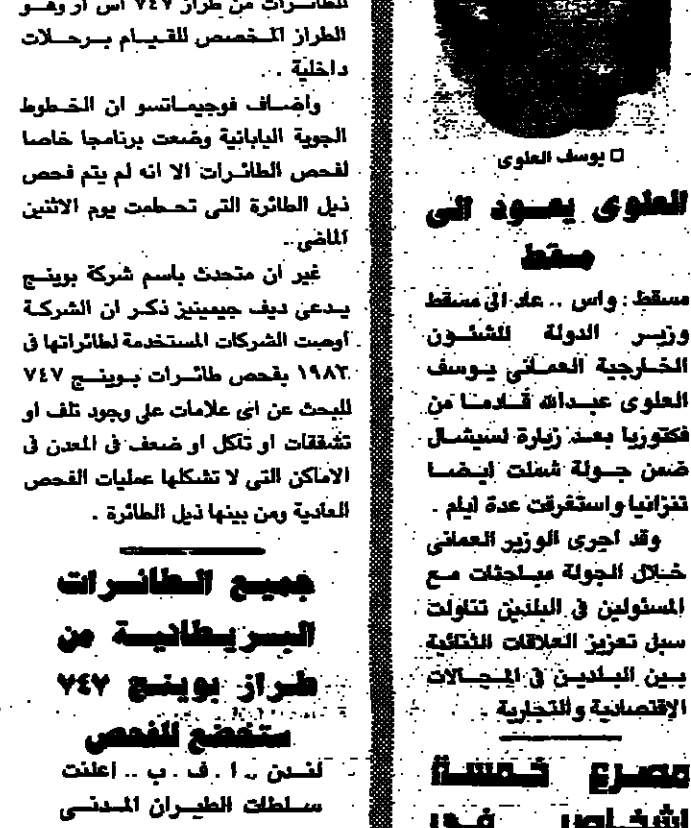 □ يوسف العلوى
العلوى يعود الى
مسقط
مسقط : واس .. عاد الى مسقط
وزير الدولة للشئون
الخارجية العمانى يوسف
العلوى عبدالله قادما من
فكتوريا بعد زيارة لسيشل
ضمن جولة شملت ايضا
تنزانيا واستغرقت عدة ايام .
وقد اجرى الوزير العمانى
خلال الجولة مباحثات مع
المسئولين فى البلدين تناولت
سبل تعزيز العلاقات الثنائية
بين البلدين فى المجالات
الاقتصادية والتجارية .
مصرع خمسة
اشخاص فى
للطائرات من طراز ٧٤٧ اس ار وهو
الطراز المخصص للقيام برحلات
داخلية ..
واضاف فوجيماتسو ان الخطوط
الجوية اليابانية وضعت برنامجا خاصا
لفحص الطائرات الا انه لم يتم فحص
ذيل الطائرة التى تحطمت يوم الاثنين
الماضى ..
غير ان متحدث باسم شركة بوينج
يدعى ديف جيمينيز ذكر ان الشركة
أوصت الشركات المستخدمة لطائراتها فى
١٩٨٣ بفحص طائرات بوينج ٧٤٧
للبحث عن اى علامات على وجود تلف او
تشققات او تآكل او ضعف فى المعدن فى
الاماكن التى لا تشكلها عمليات الفحص
العادية ومن بينها ذيل الطائرة .
جميع الطائرات
البريطانية من
طراز بوينج ٧٤٧
ستخضع للفحص
لندن .. ا . ف . ب .. اعلنت
سلطات الطيران المدنى